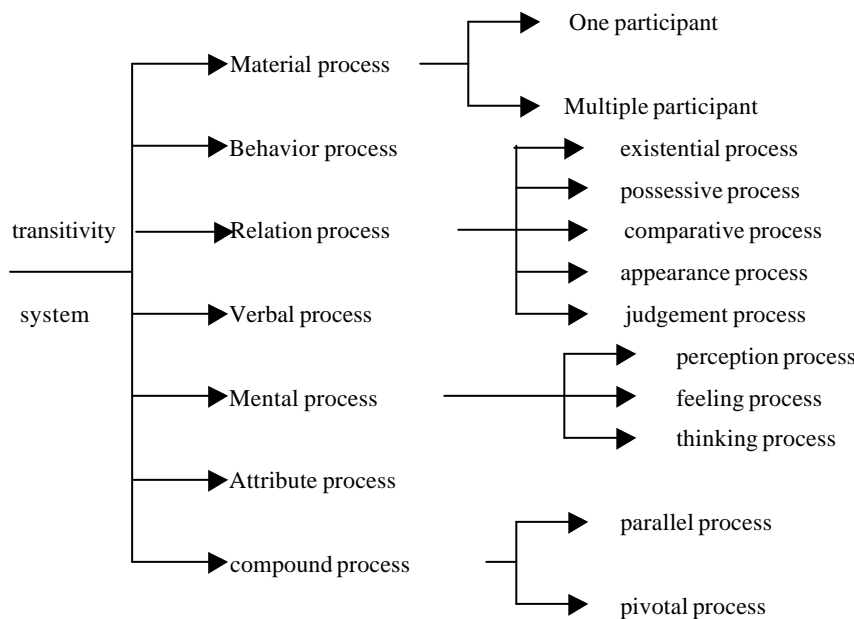 One participant
Material process
Multiple participant
Behavior process
existential process
possessive process
transitivity
Relation process
comparative process
appearance process
system
Verbal process
judgement process
perception process
Mental process
feeling process
thinking process
Attribute process
parallel process
compound process
pivotal process